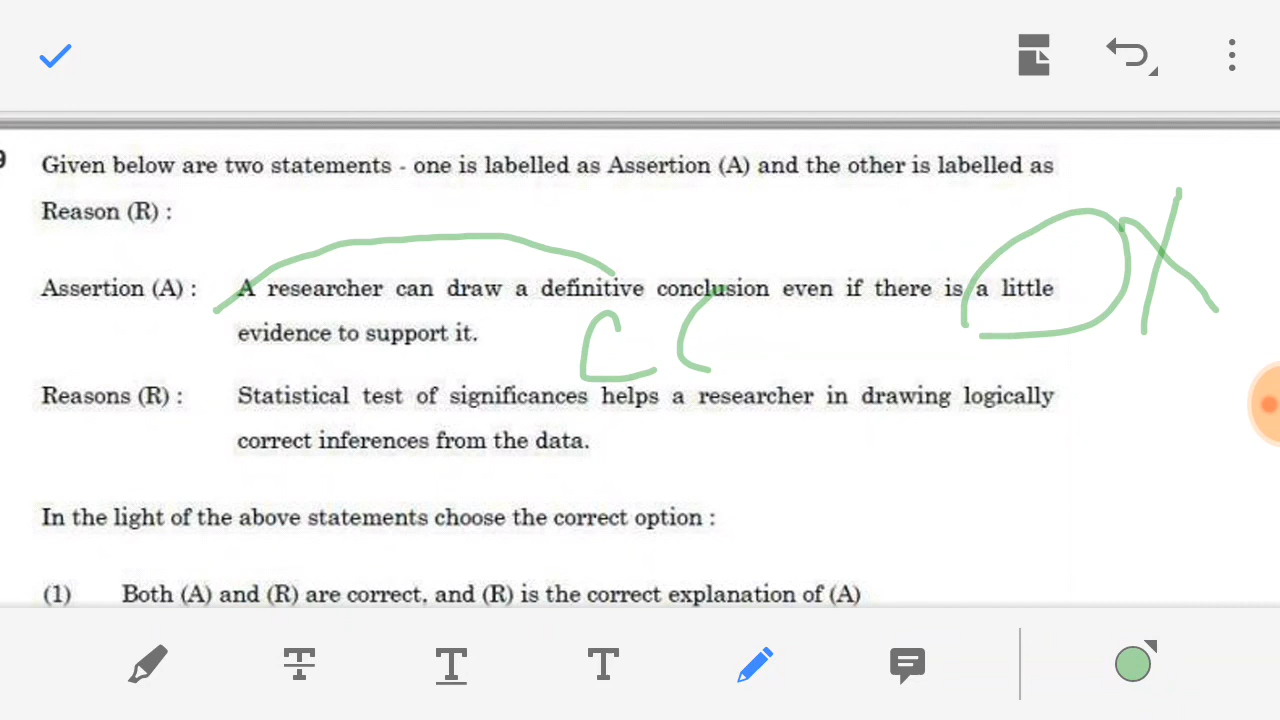 9 Given below are two statements - one is labelled as Assertion (A) and the other is labelled as
Reason (R) :
Assertion (A) : A researcher can draw a definitive conclusion even if there is a little
evidence to support it.
Reasons (R) : Statistical test of significances helps a researcher in drawing logically
correct inferences from the data.
In the light of the above statements choose the correct option :
(1) Both (A) and (R) are correct, and (R) is the correct explanation of (A)
T T T